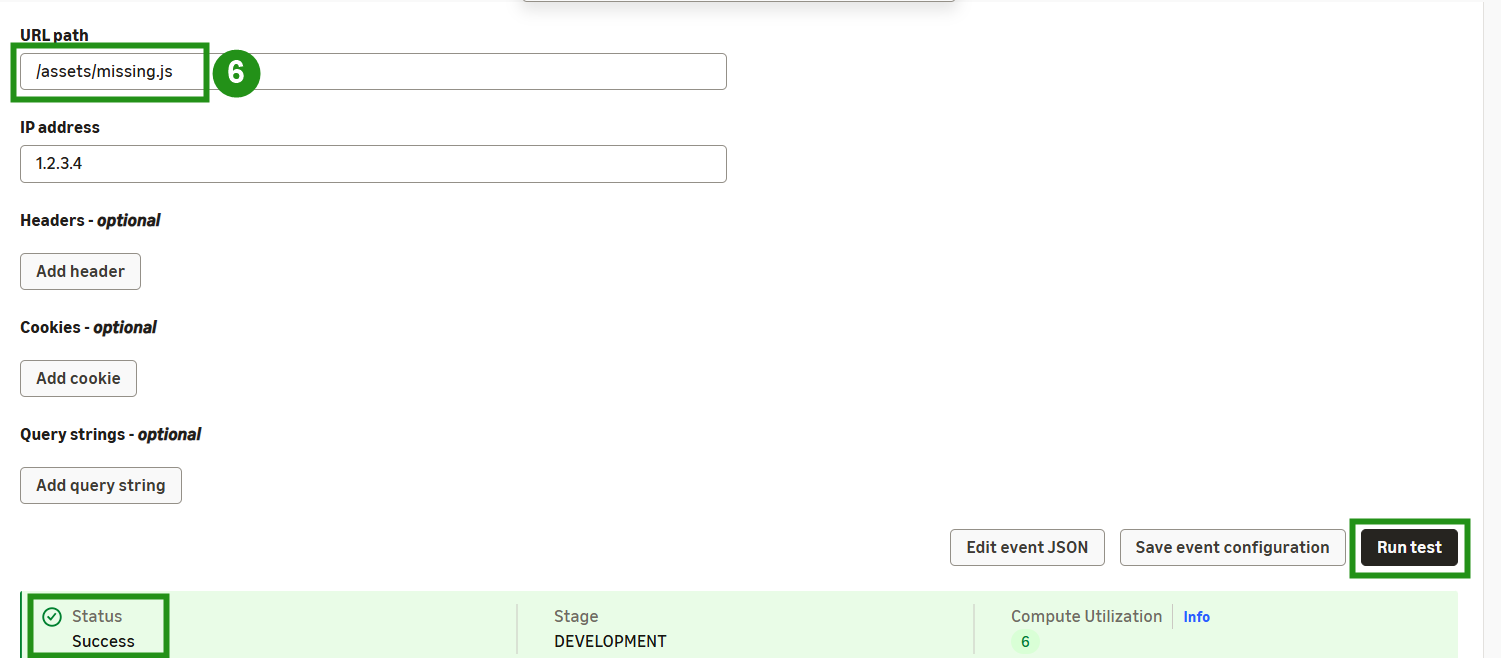 URL path
/assets/missing.js
6
IP address
1.2.3.4
Headers - optional
Add header
Cookies - optional
Add cookie
Query strings - optional
Add query string
Edit event JSON Save event configuration Run test
Status Stage Compute Utilization Info
Success DEVELOPMENT 6